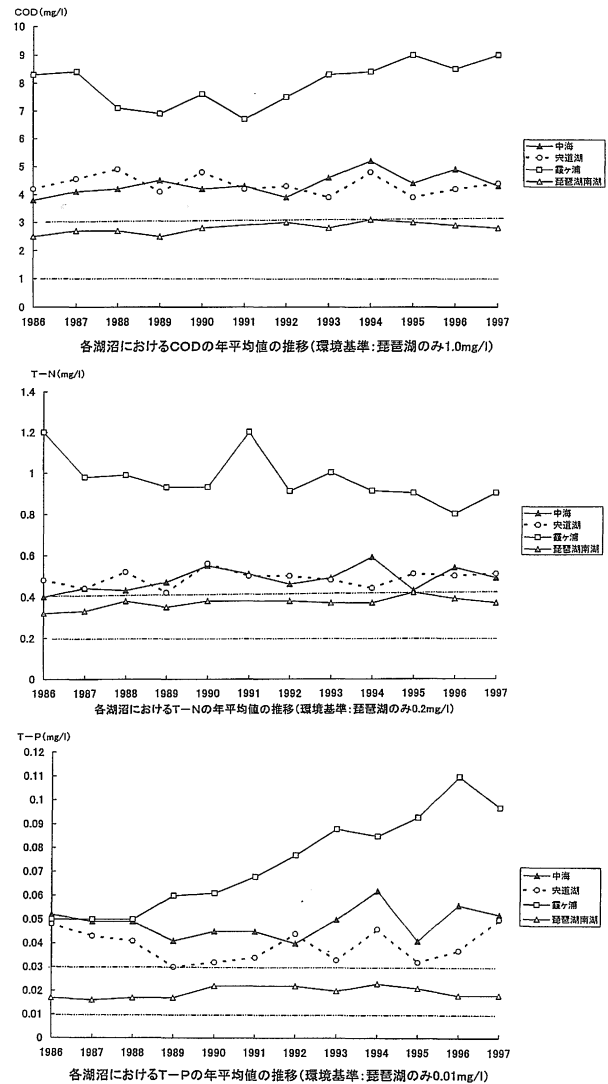 COD(mg/l)
10
9
8
7
6
5
4
3
2
1
0
1986 1987 1988 1989 1990 1991 1992 1993 1994 1995 1996 1997
中海
宍道湖
霞ヶ浦
琵琶湖南湖
各湖沼におけるCODの年平均値の推移(環境基準:琵琶湖のみ1.0mg/l)
T-N(mg/l)
1.4
1.2
1
0.8
0.6
0.4
0.2
0
1986 1987 1988 1989 1990 1991 1992 1993 1994 1995 1996 1997
中海
宍道湖
霞ヶ浦
琵琶湖南湖
各湖沼におけるT-Nの年平均値の推移(環境基準:琵琶湖のみ0.2mg/l)
T-P(mg/l)
0.12
0.11
0.1
0.09
0.08
0.07
0.06
0.05
0.04
0.03
0.02
0.01
0
1986 1987 1988 1989 1990 1991 1992 1993 1994 1995 1996 1997
中海
宍道湖
霞ヶ浦
琵琶湖南湖
各湖沼におけるT-Pの年平均値の推移(環境基準:琵琶湖のみ0.01mg/l)